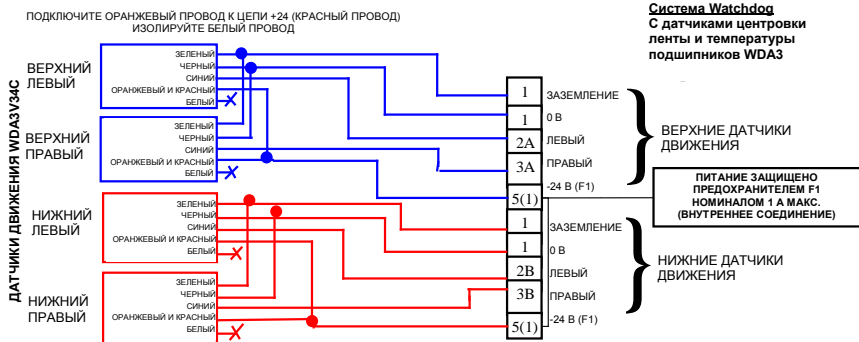 ПОДКЛЮЧИТЕ ОРАНЖЕВЫЙ ПРОВОД К ЦЕПИ +24 (КРАСНЫЙ ПРОВОД)
ИЗОЛИРУЙТЕ БЕЛЫЙ ПРОВОД
Система Watchdog
С датчиками центровки
ленты и температуры
подшипников WDA3
ДАТЧИКИ ДВИЖЕНИЯ WDA3V34C
ВЕРХНИЙ
ЛЕВЫЙ
ЗЕЛЕНЫЙ
ЧЕРНЫЙ
СИНИЙ
ОРАНЖЕВЫЙ И КРАСНЫЙ
БЕЛЫЙ
ВЕРХНИЙ
ПРАВЫЙ
ЗЕЛЕНЫЙ
ЧЕРНЫЙ
СИНИЙ
ОРАНЖЕВЫЙ И КРАСНЫЙ
БЕЛЫЙ
НИЖНИЙ
ЛЕВЫЙ
ЗЕЛЕНЫЙ
ЧЕРНЫЙ
СИНИЙ
ОРАНЖЕВЫЙ И КРАСНЫЙ
БЕЛЫЙ
НИЖНИЙ
ПРАВЫЙ
ЗЕЛЕНЫЙ
ЧЕРНЫЙ
СИНИЙ
ОРАНЖЕВЫЙ И КРАСНЫЙ
БЕЛЫЙ
1 ЗАЗЕМЛЕНИЕ
1 0 В
2A ЛЕВЫЙ
3A ПРАВЫЙ
5(1) -24 В (F1)
1 ЗАЗЕМЛЕНИЕ
1 0 В
2B ЛЕВЫЙ
3B ПРАВЫЙ
5(1) -24 В (F1)
ВЕРХНИЕ ДАТЧИКИ
ДВИЖЕНИЯ
ПИТАНИЕ ЗАЩИЩЕНО
ПРЕДОХРАНИТЕЛЕМ F1
НОМИНАЛОМ 1 А МАКС.
(ВНУТРЕННЕЕ СОЕДИНЕНИЕ)
НИЖНИЕ ДАТЧИКИ
ДВИЖЕНИЯ